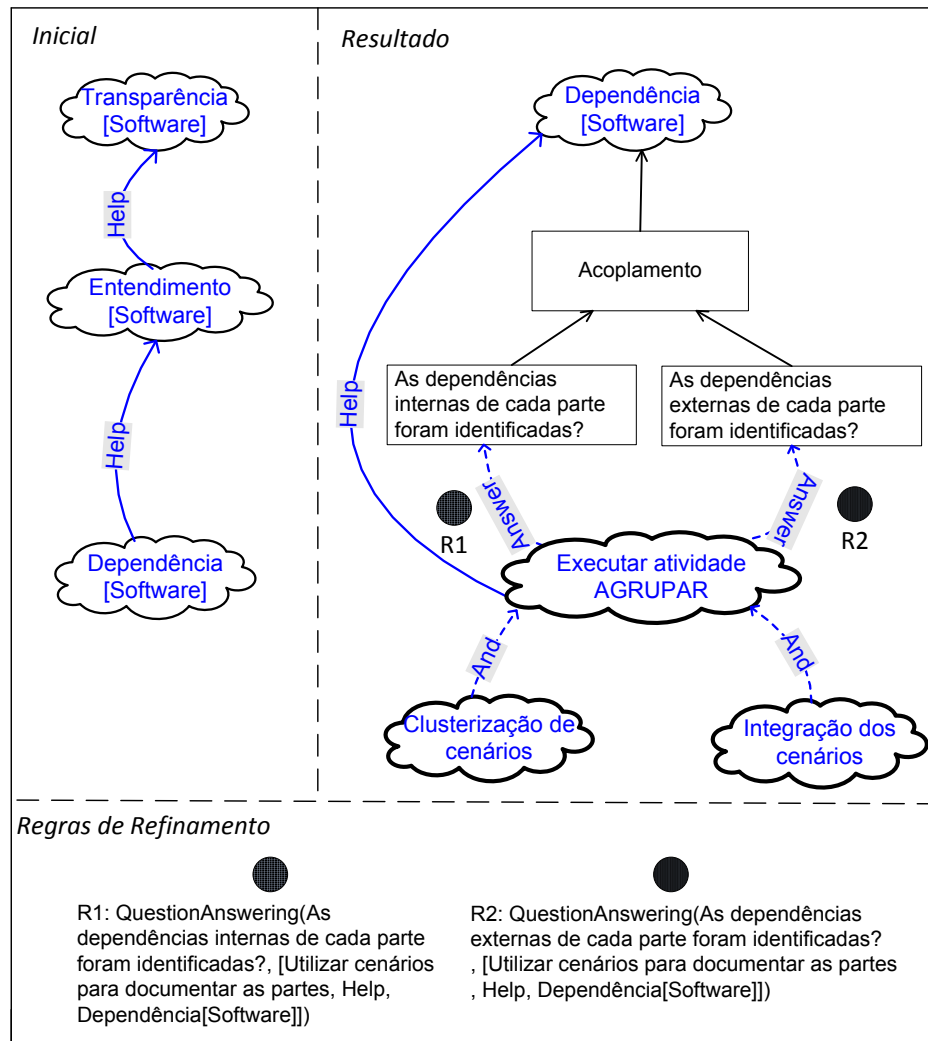 Inicial
Transparência
[Software]
Help
Entendimento
[Software]
Help
Dependência
[Software]
Resultado
Dependência
[Software]
Acoplamento
Help
As dependências
internas de cada parte
foram identificadas?
As dependências
externas de cada parte
foram identificadas?
Answer
R1
Answer
R2
Executar atividade
AGRUPAR
And
And
Clusterização de
cenários
Integração dos
cenários
Regras de Refinamento
R1: QuestionAnswering(As
dependências internas de cada parte
foram identificadas?, [Utilizar cenários
para documentar as partes, Help,
Dependência[Software]])
R2: QuestionAnswering(As dependências
externas de cada parte foram identificadas?
, [Utilizar cenários para documentar as partes
, Help, Dependência[Software]])